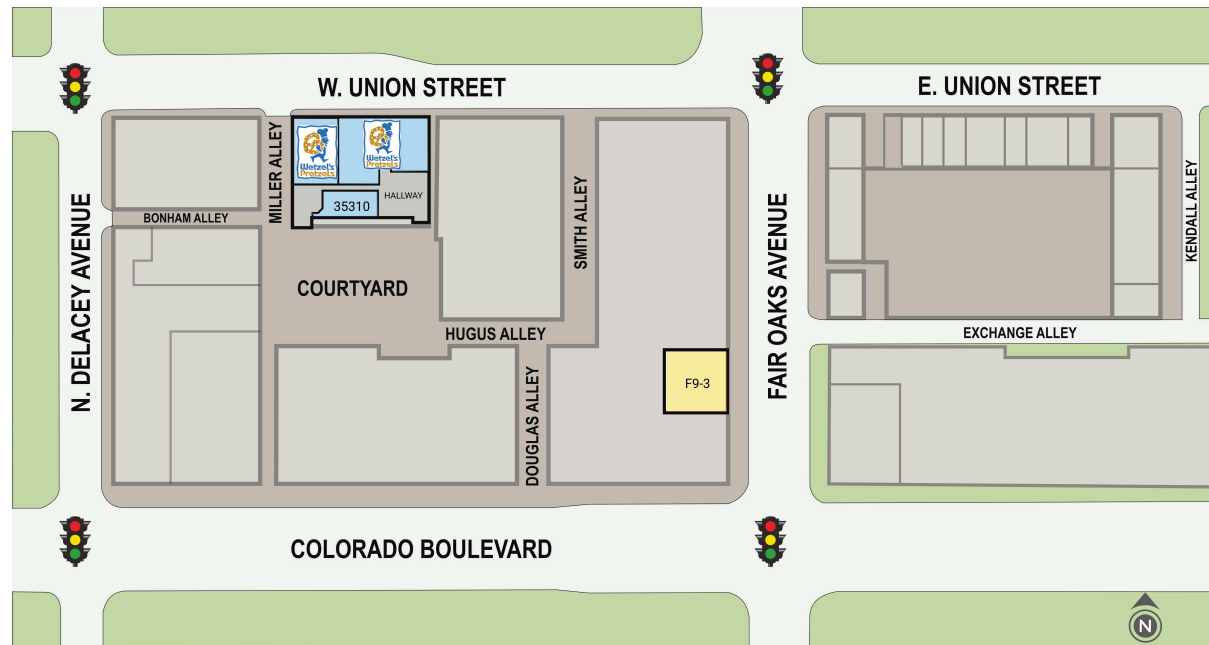 W. UNION STREET
E. UNION STREET
MILLER ALLEY
Wetzel's
Pretzels
Wetzel's
Pretzels
HALLWAY
35310
BONHAM ALLEY
N. DELACEY AVENUE
COURTYARD
SMITH ALLEY
HUGUS ALLEY
DOUGLAS ALLEY
F9-3
FAIR OAKS AVENUE
KENDALL ALLEY
EXCHANGE ALLEY
COLORADO BOULEVARD
N